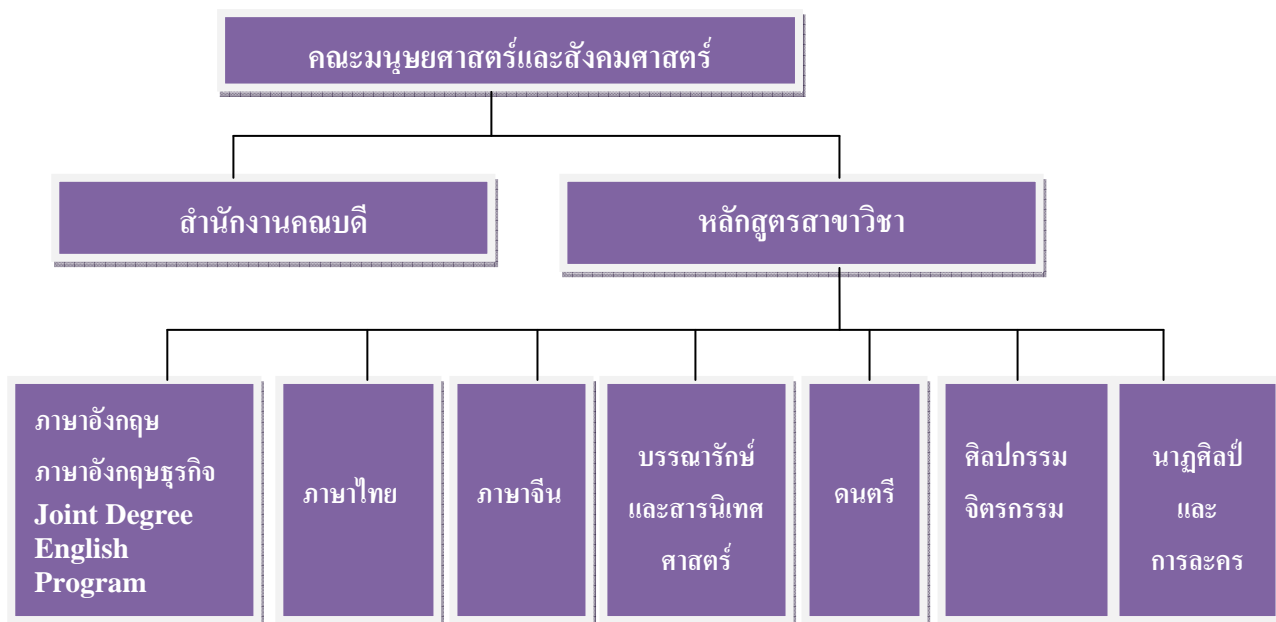 คณะมนุษยศาสตร์และสังคมศาสตร์
สำนักงานคณบดี
หลักสูตรสาขาวิชา
ภาษาอังกฤษ
ภาษาอังกฤษธุรกิจ
Joint Degree
English
Program
ภาษาไทย
ภาษาจีน
บรรณารักษ์
และสารนิเทศ
ศาสตร์
ดนตรี
ศิลปกรรม
จิตรกรรม
นาฏศิลป์
และ
การละคร